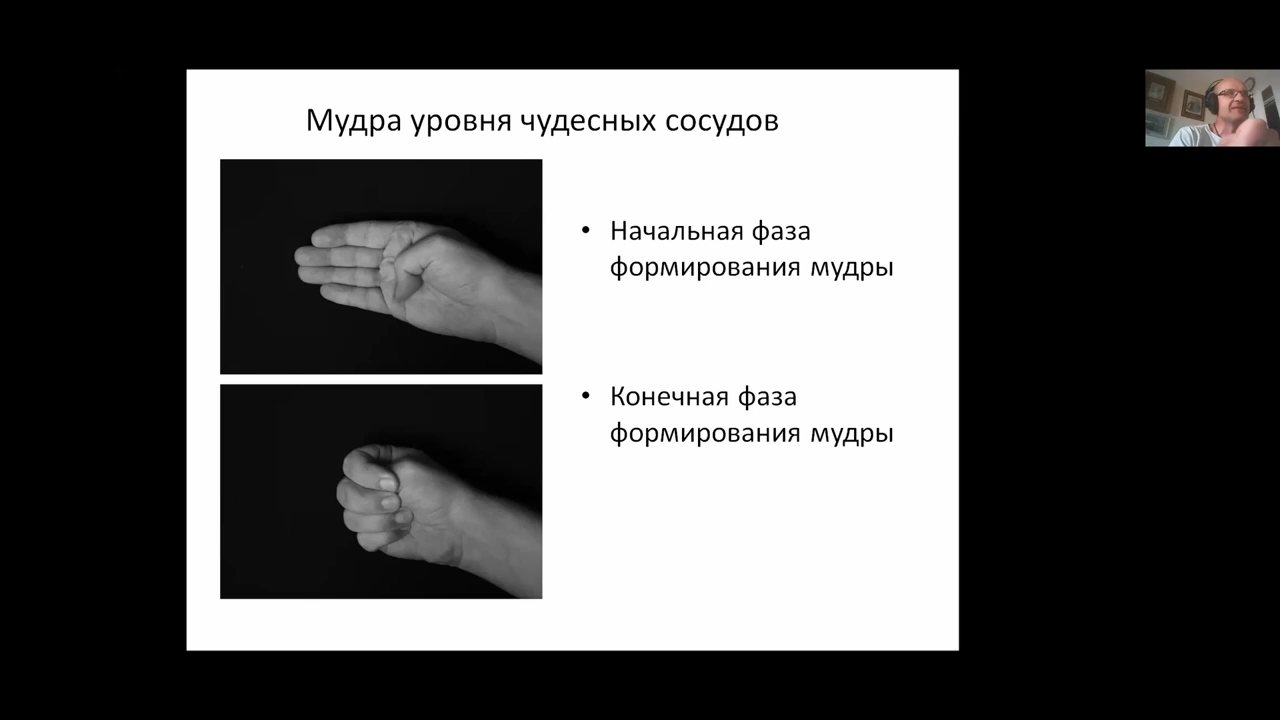 Мудра уровня чудесных сосудов
• Начальная фаза
формирования мудры
• Конечная фаза
формирования мудры